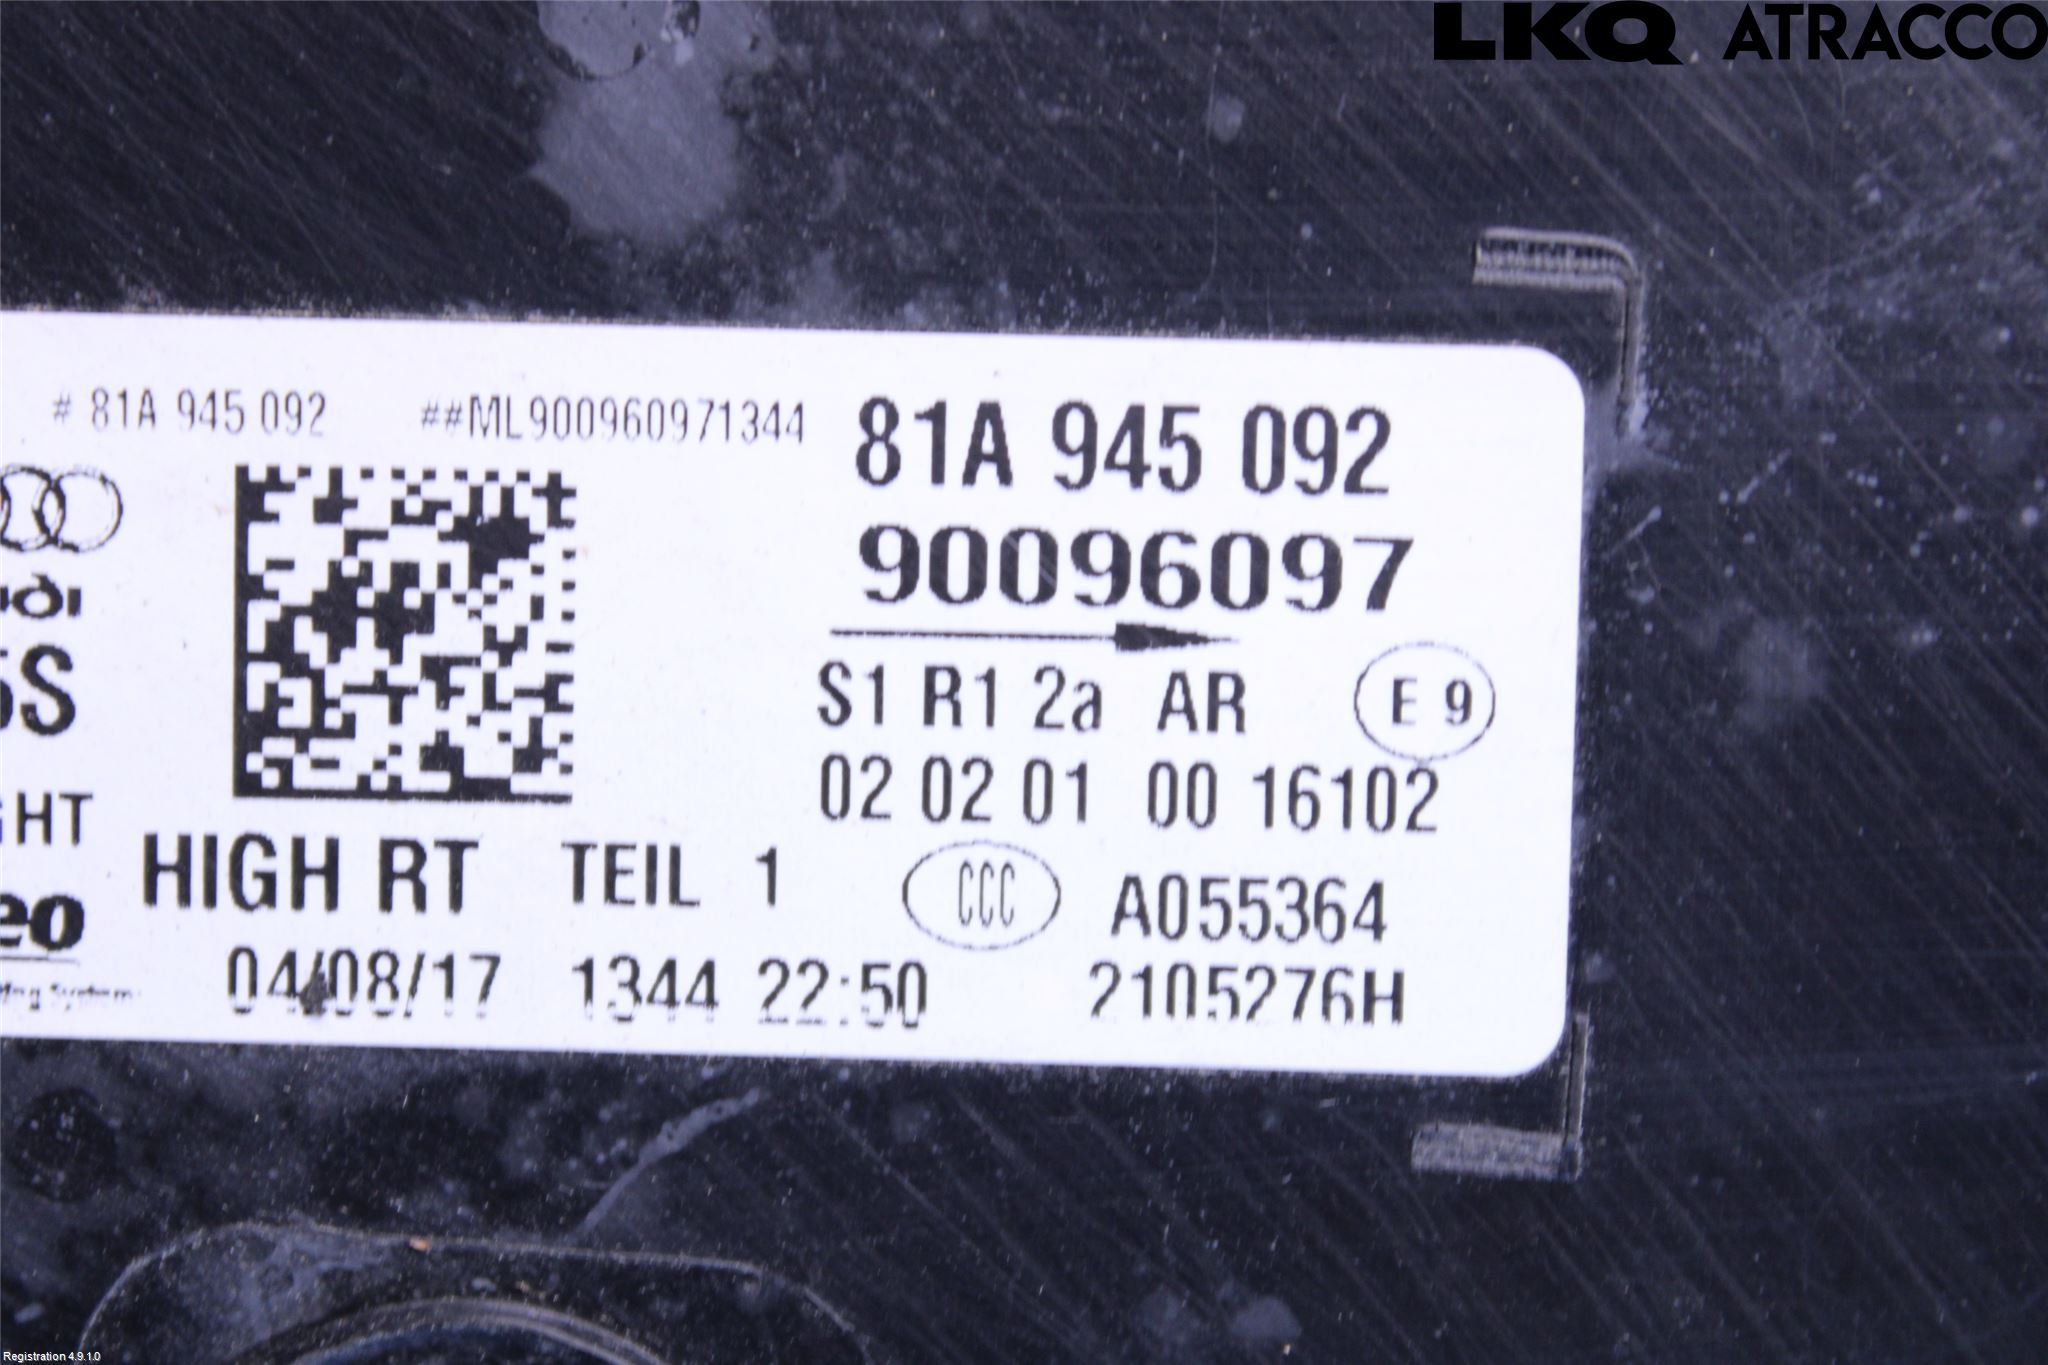 LKQ ATRACCO
# 81A 945 092 ##ML900960971344
81A 945 092
90096097
S1 R1 2a AR E 9
02 02 01 00 16102
HIGH RT TEIL 1
CCC A055364
04/08/17 1344 22:50 2105276H
Registration 4.9.1.0